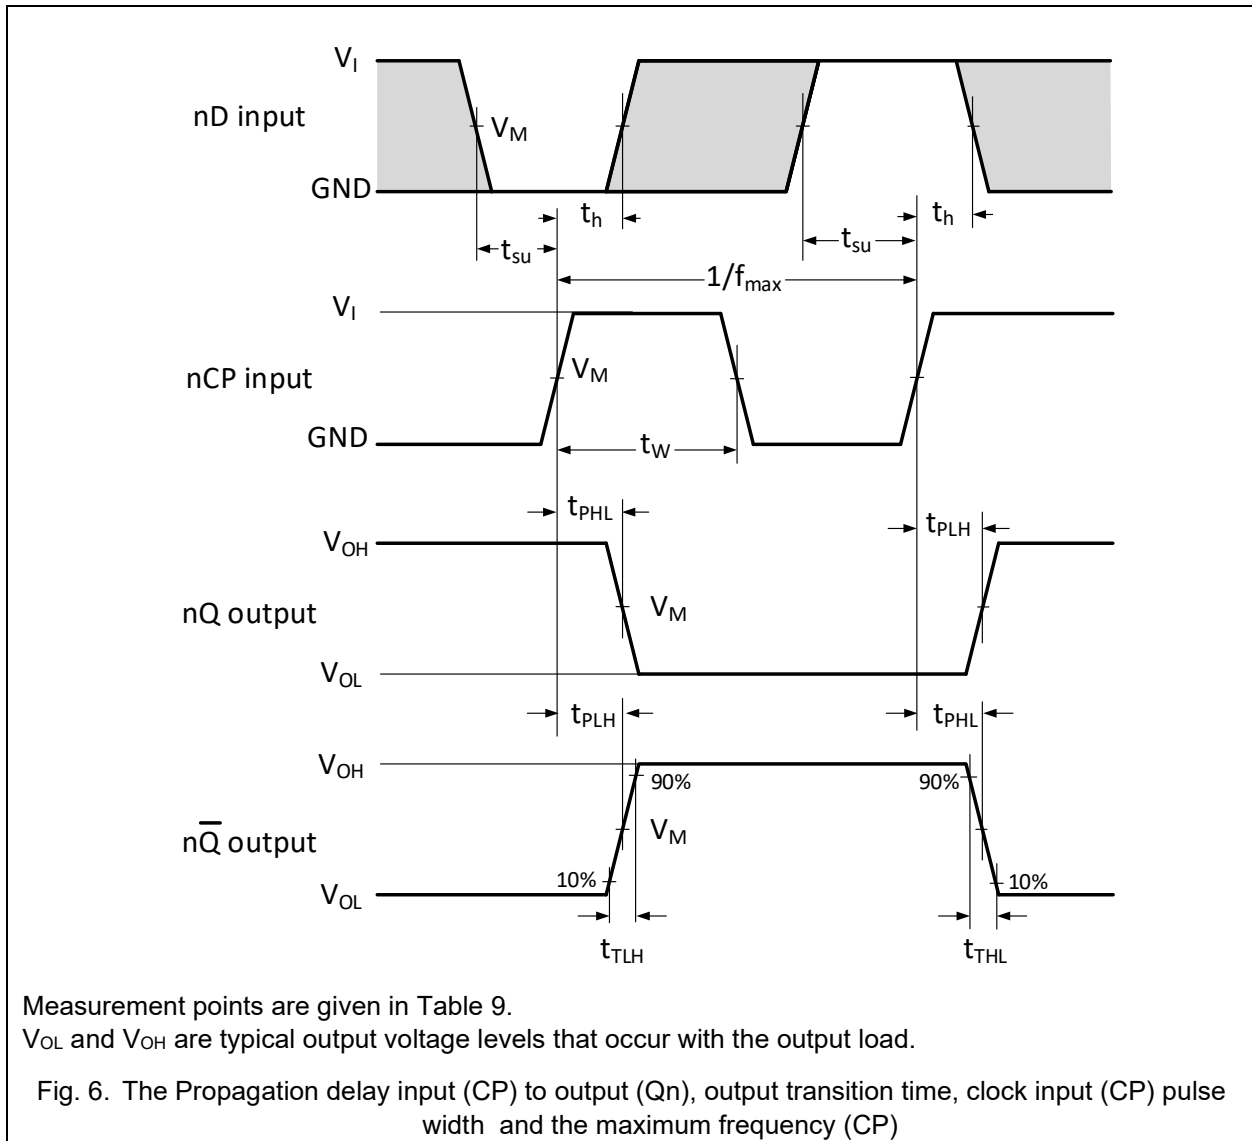 V_I
nD input
V_M
GND
t_h
t_h
t_su
t_su
1/f_max
V_I
nCP input
V_M
GND
t_W
t_PHL
t_PLH
V_OH
nQ output
V_M
V_OL
t_PLH
t_PHL
V_OH
90%
90%
nQ̅ output
V_M
10%
10%
V_OL
t_TLH
t_THL
Measurement points are given in Table 9.
V_OL and V_OH are typical output voltage levels that occur with the output load.
Fig. 6. The Propagation delay input (CP) to output (Qn), output transition time, clock input (CP) pulse
width and the maximum frequency (CP)